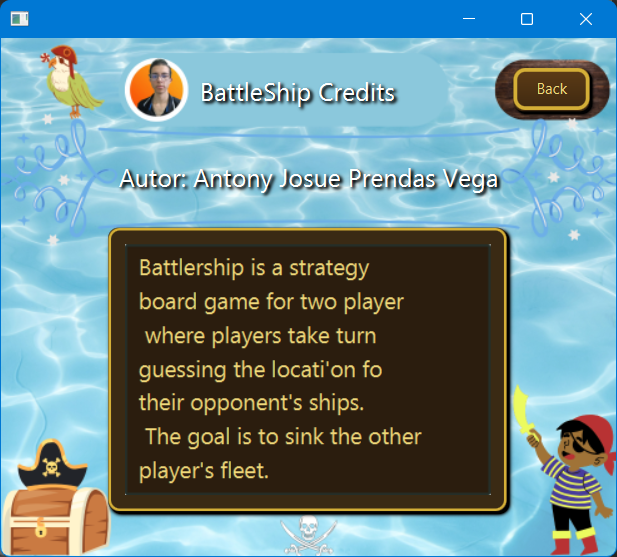 BattleShip Credits
Back
Autor: Antony Josue Prendas Vega
Battlership is a strategy
board game for two player
where players take turn
guessing the locati'on fo
their opponent's ships.
The goal is to sink the other
player's fleet.